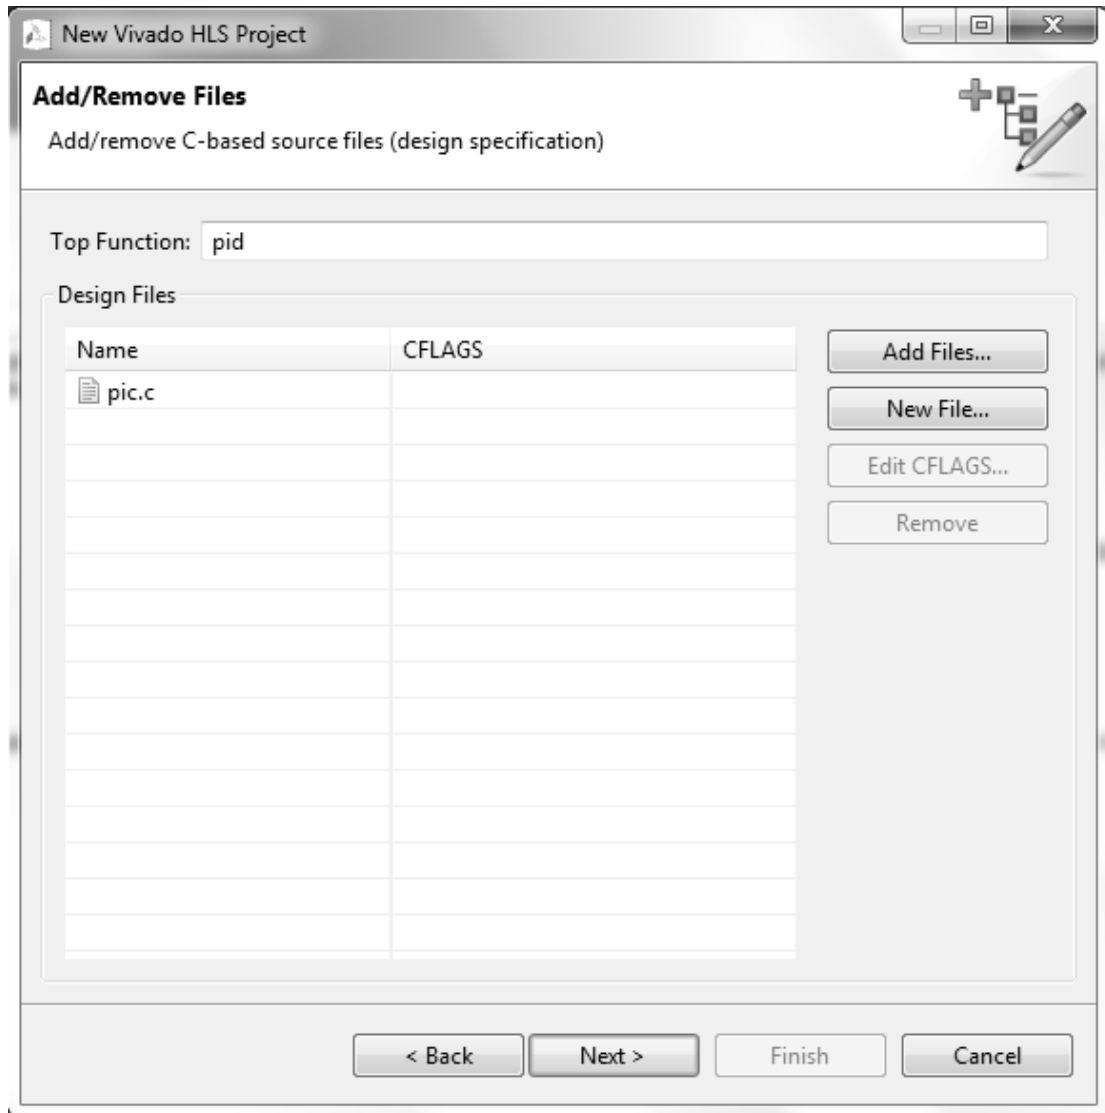 New Vivado HLS Project
Add/Remove Files
Add/remove C-based source files (design specification)
Top Function: pid
Design Files
Name CFLAGS
pic.c
Add Files...
New File...
Edit CFLAGS...
Remove
< Back Next > Finish Cancel